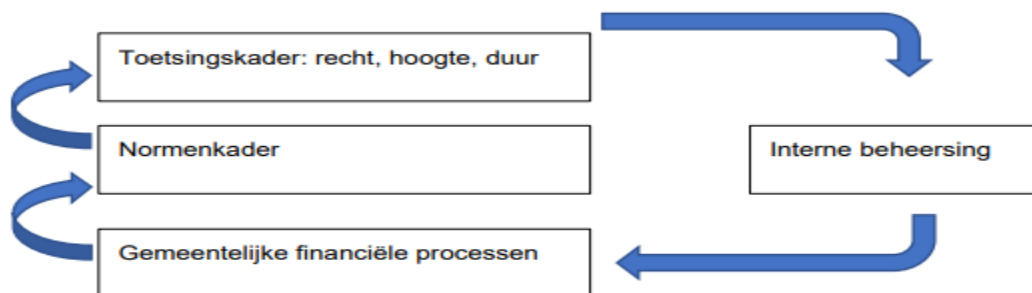 Toetsingskader: recht, hoogte, duur
Normenkader
Interne beheersing
Gemeentelijke financiële processen